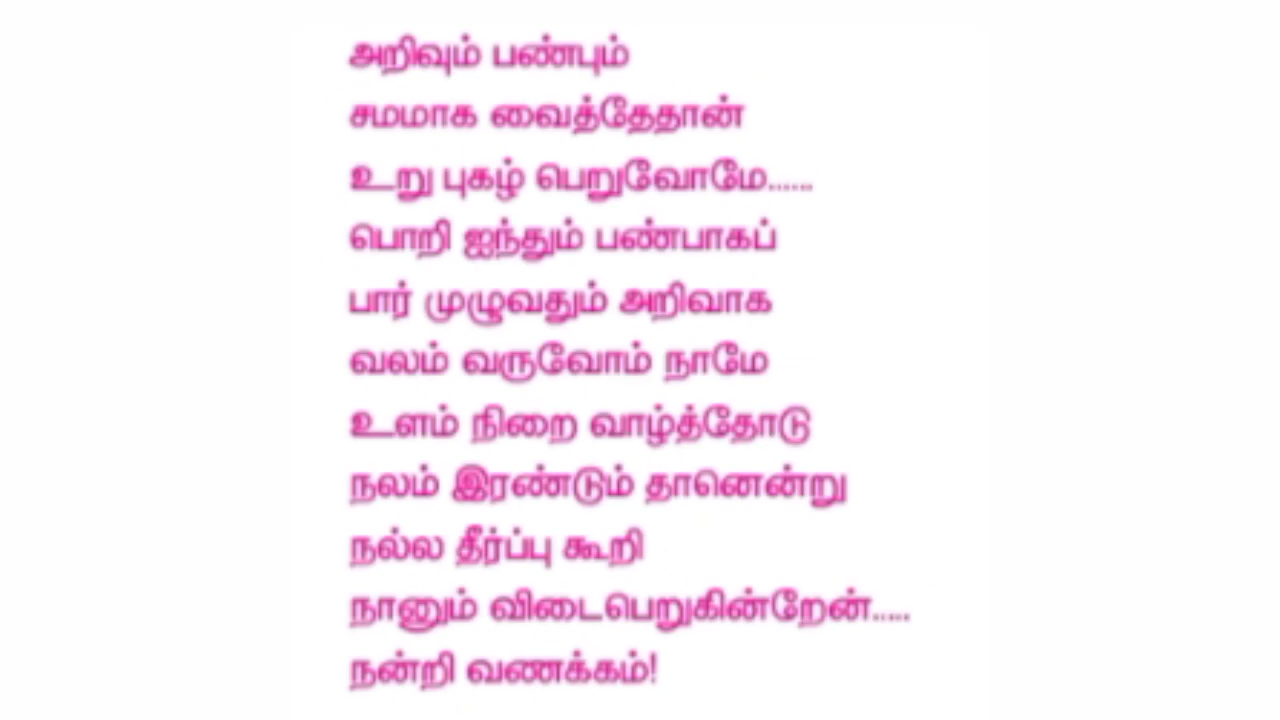 அறிவும் பண்பும்
சமமாக வைத்தேதான்
உறு புகழ் பெறுவோமே......
பொறி ஐந்தும் பண்பாகப்
பார் முழுவதும் அறிவாக
வலம் வருவோம் நாமே
உளம் நிறை வாழ்த்தோடு
நலம் இரண்டும் தானென்று
நல்ல தீர்ப்பு கூறி
நானும் விடைபெறுகின்றேன்.....
நன்றி வணக்கம்!